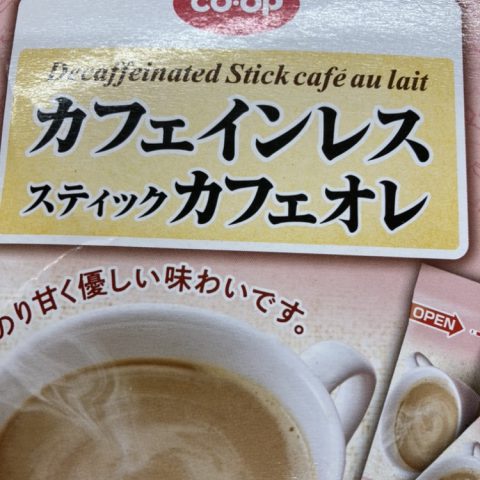 co·op
Decaffeinated Stick café au lait
カフェインレス
スティックカフェオレ
のり甘く優しい味わいです。
OPEN